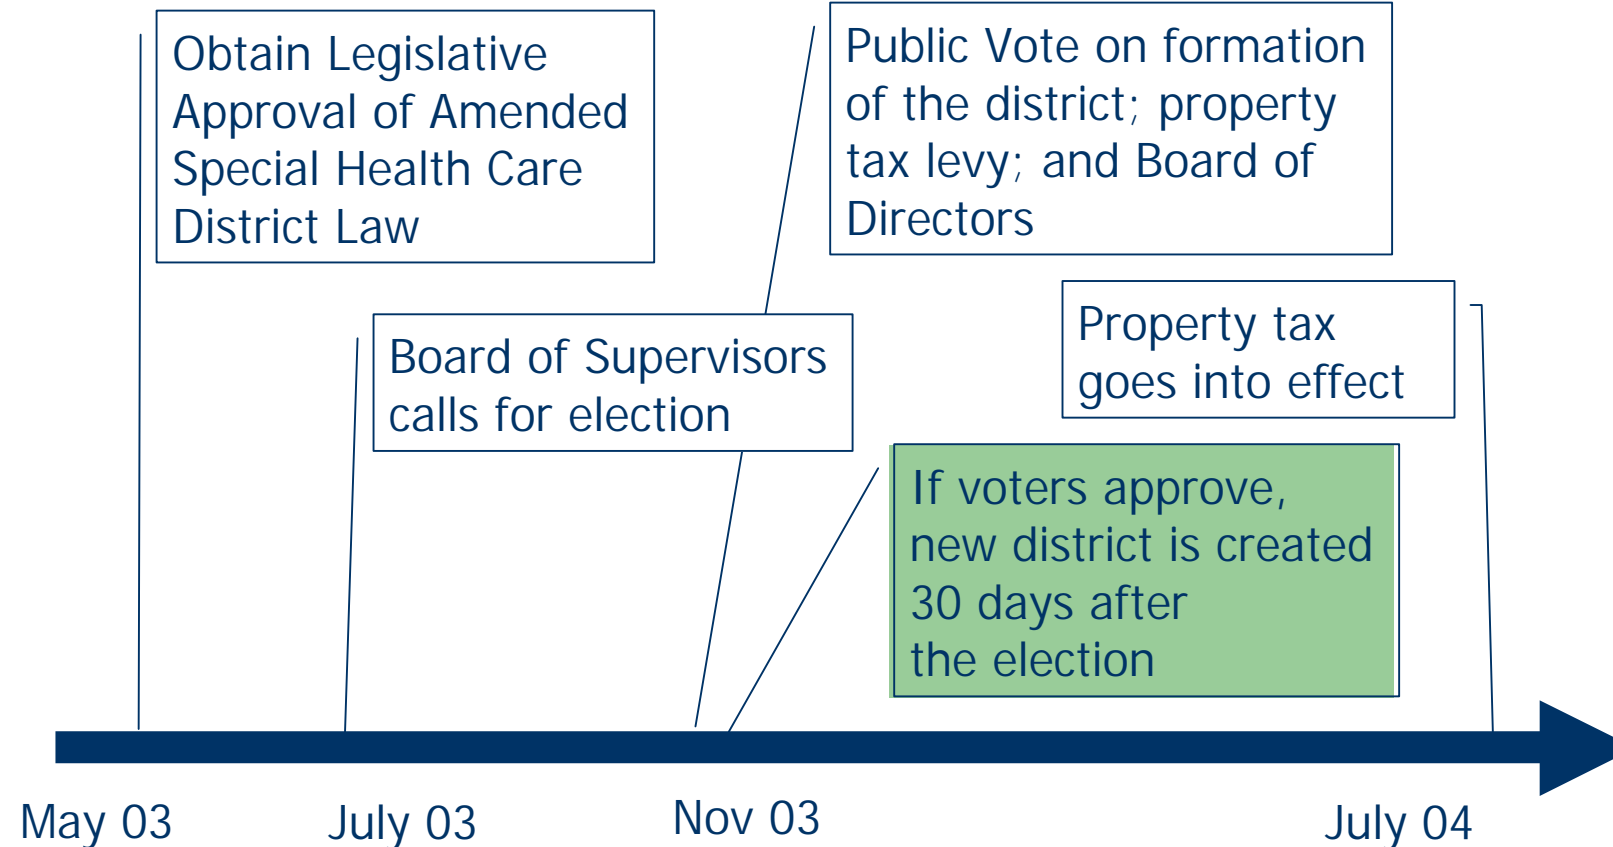 Obtain Legislative
Approval of Amended
Special Health Care
District Law
Public Vote on formation
of the district; property
tax levy; and Board of
Directors
Board of Supervisors
calls for election
Property tax
goes into effect
If voters approve,
new district is created
30 days after
the election
May 03
July 03
Nov 03
July 04